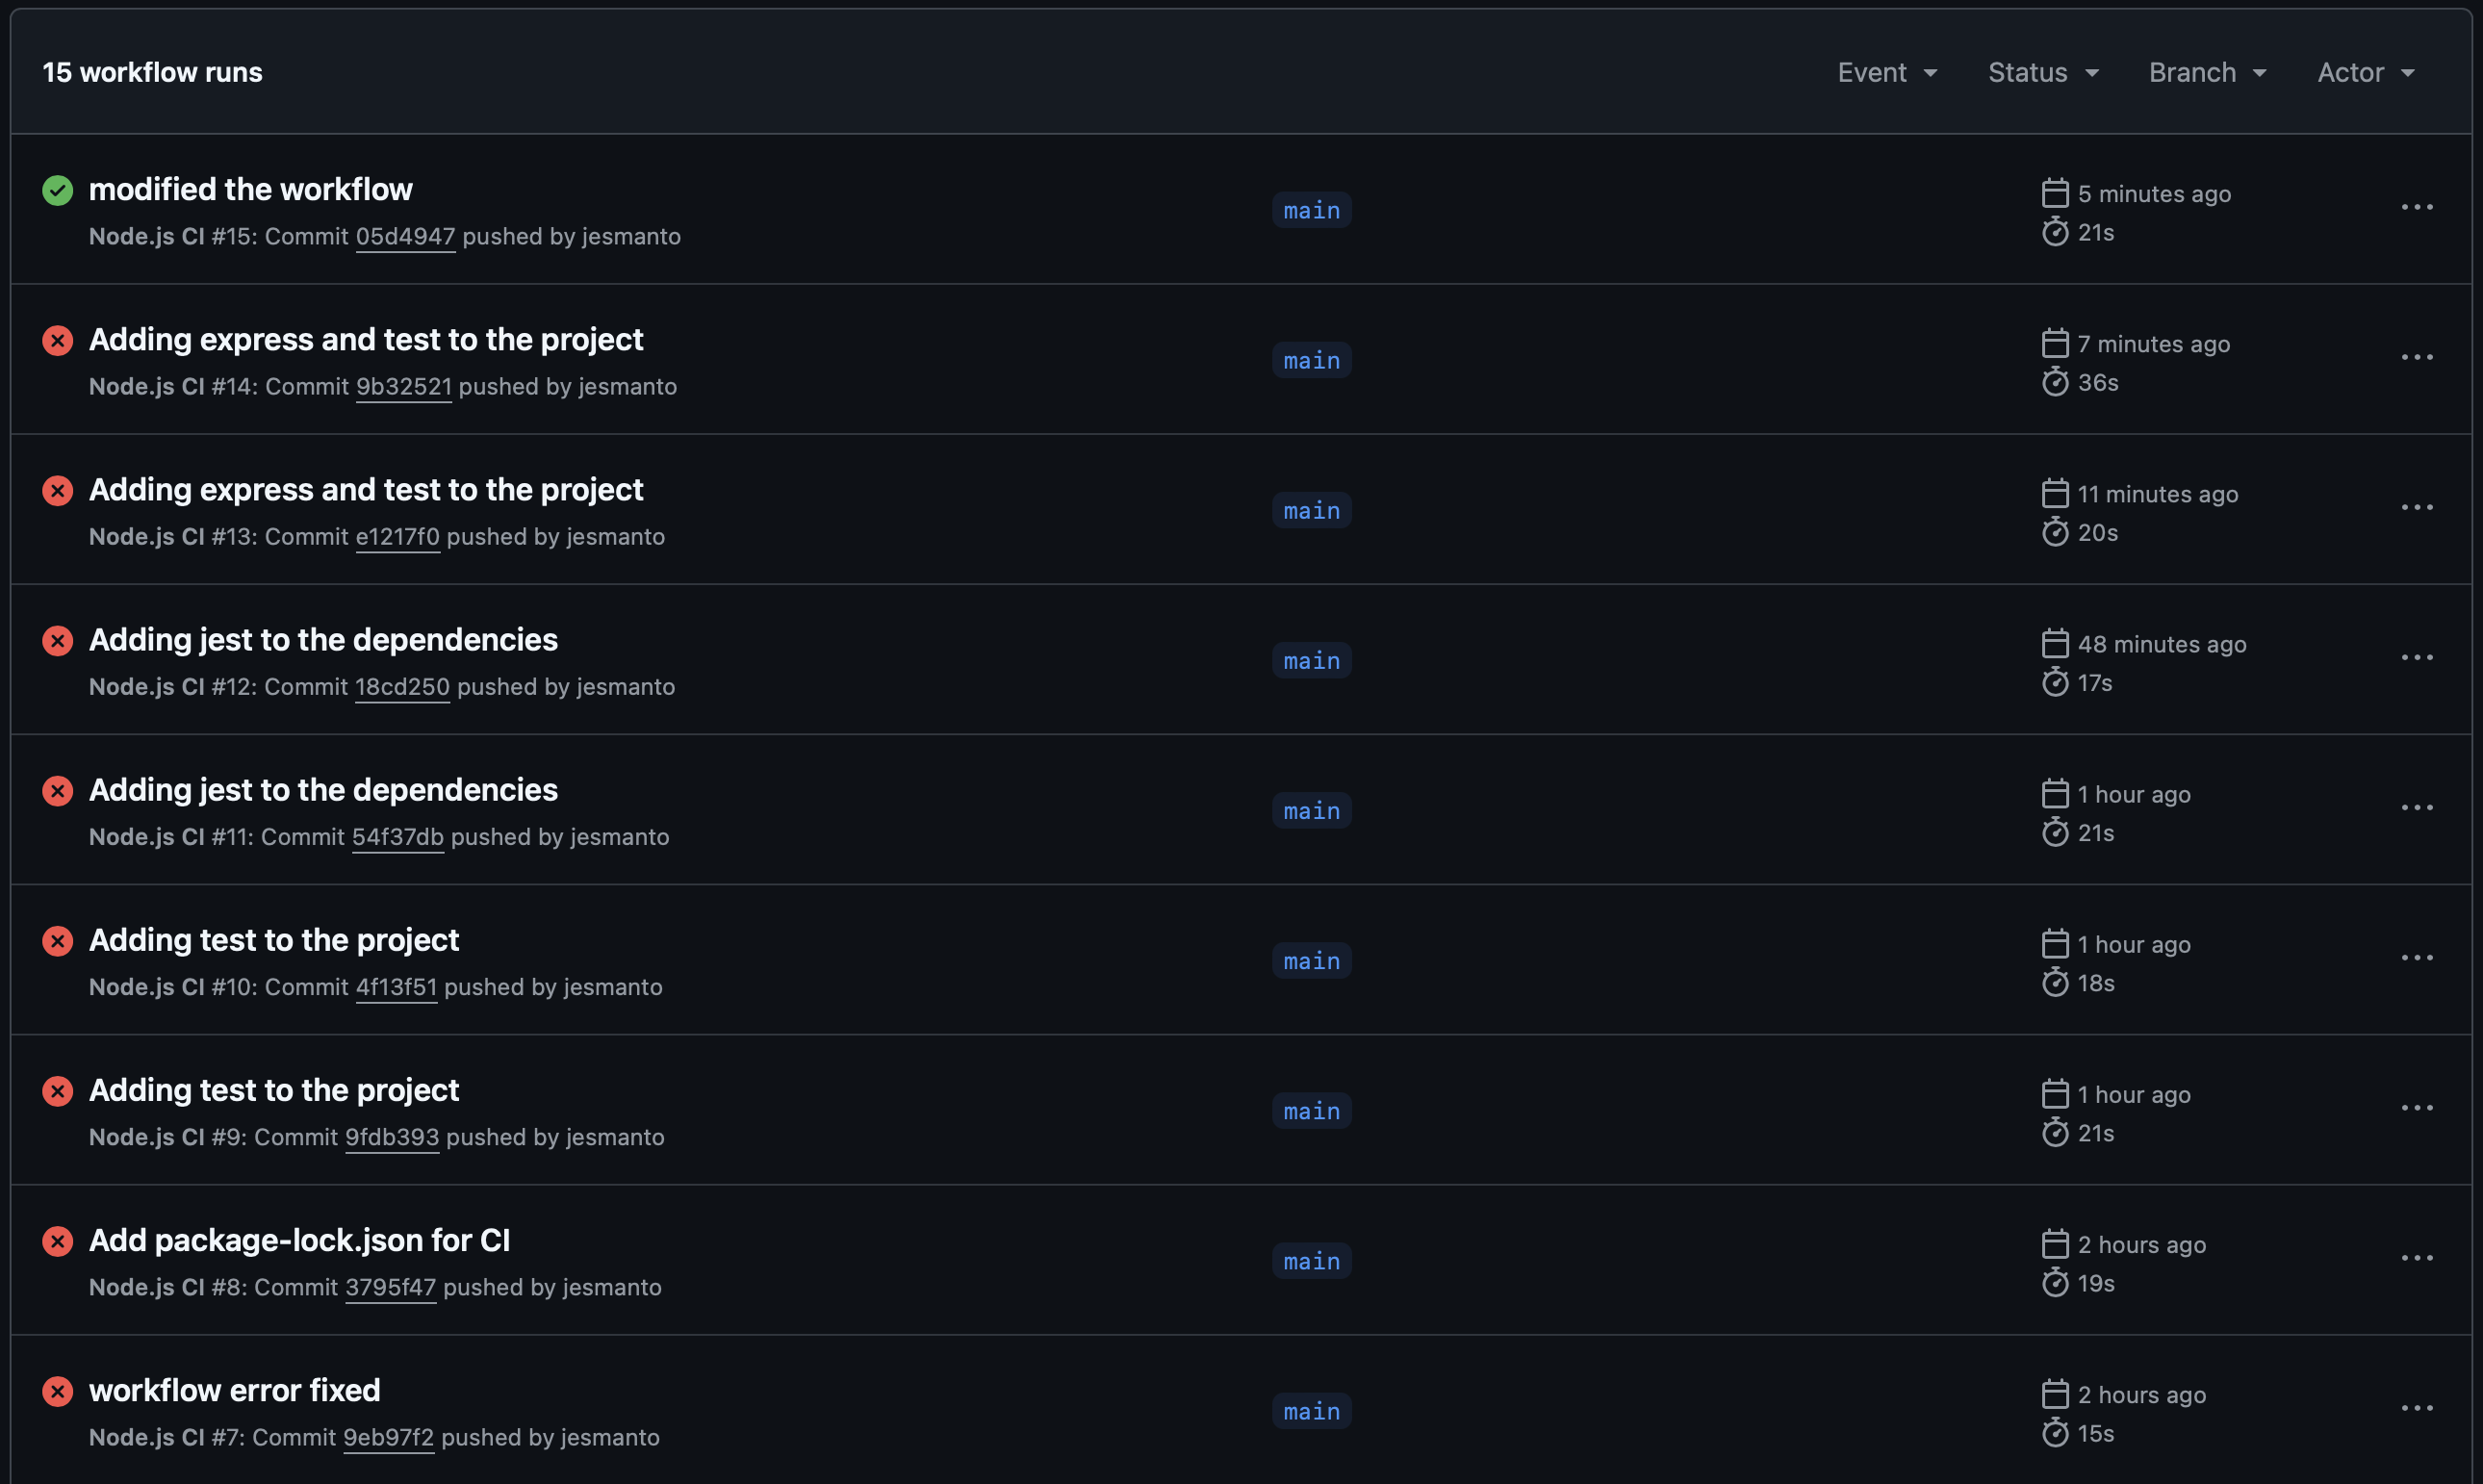 15 workflow runs
Event Status Branch Actor
modified the workflow
Node.js CI #15: Commit 05d4947 pushed by jesmanto
main
5 minutes ago
21s
Adding express and test to the project
Node.js CI #14: Commit 9b32521 pushed by jesmanto
main
7 minutes ago
36s
Adding express and test to the project
Node.js CI #13: Commit e1217f0 pushed by jesmanto
main
11 minutes ago
20s
Adding jest to the dependencies
Node.js CI #12: Commit 18cd250 pushed by jesmanto
main
48 minutes ago
17s
Adding jest to the dependencies
Node.js CI #11: Commit 54f37db pushed by jesmanto
main
1 hour ago
21s
Adding test to the project
Node.js CI #10: Commit 4f13f51 pushed by jesmanto
main
1 hour ago
18s
Adding test to the project
Node.js CI #9: Commit 9fdb393 pushed by jesmanto
main
1 hour ago
21s
Add package-lock.json for CI
Node.js CI #8: Commit 3795f47 pushed by jesmanto
main
2 hours ago
19s
workflow error fixed
Node.js CI #7: Commit 9eb97f2 pushed by jesmanto
main
2 hours ago
15s